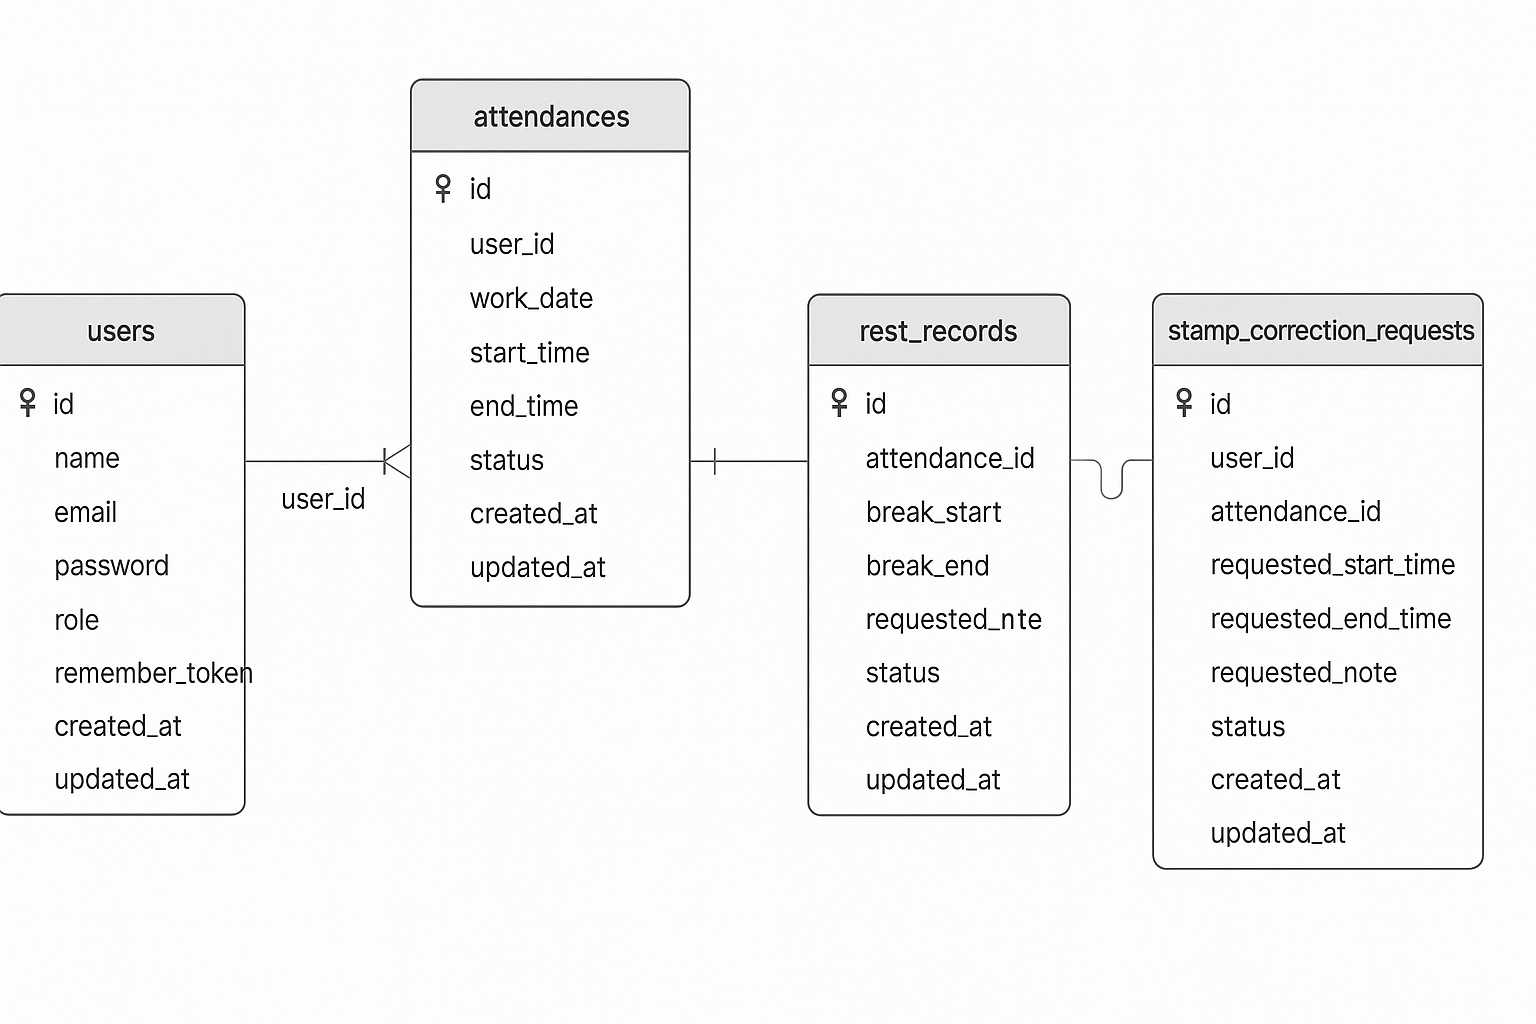 users
id
name
email
password
role
remember_token
created_at
updated_at
user_id
attendances
id
user_id
work_date
start_time
end_time
status
created_at
updated_at
rest_records
id
attendance_id
break_start
break_end
requested_nte
status
created_at
updated_at
stamp_correction_requests
id
user_id
attendance_id
requested_start_time
requested_end_time
requested_note
status
created_at
updated_at